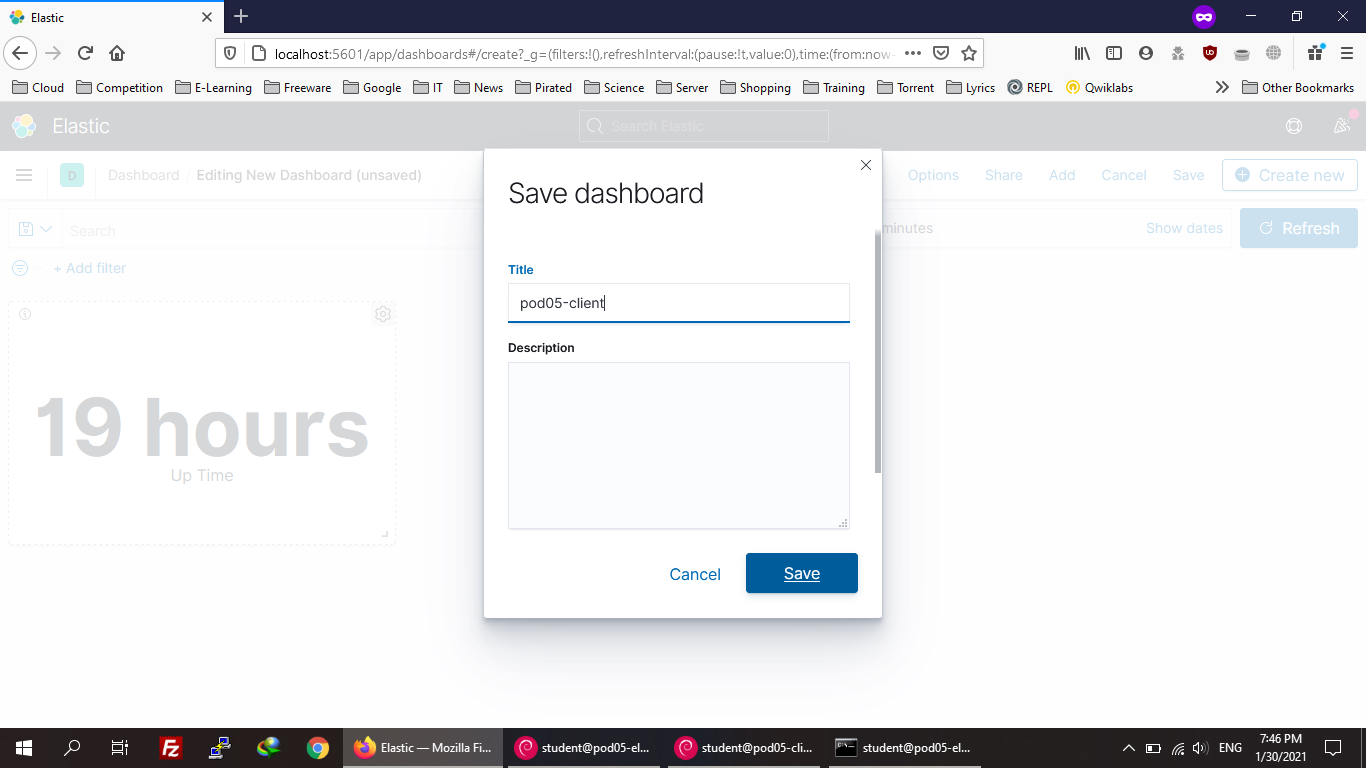 Elastic
localhost:5601/app/dashboards#/create?_g=(filters:!(),refreshInterval:(pause:!t,value:0),time:(from:now-
Cloud Competition E-Learning Freeware Google IT News Pirated Science Server Shopping Training Torrent Lyrics REPL Qwiklabs Other Bookmarks
Elastic Search Elastic
D Dashboard / Editing New Dashboard (unsaved) Options Share Add Cancel Save Create new
Search minutes Show dates Refresh
+ Add filter
19 hours
Up Time
Save dashboard
Title
pod05-client
Description
Cancel Save
Elastic — Mozilla Fi... student@pod05-el... student@pod05-cli... student@pod05-el... ENG 7:46 PM
1/30/2021